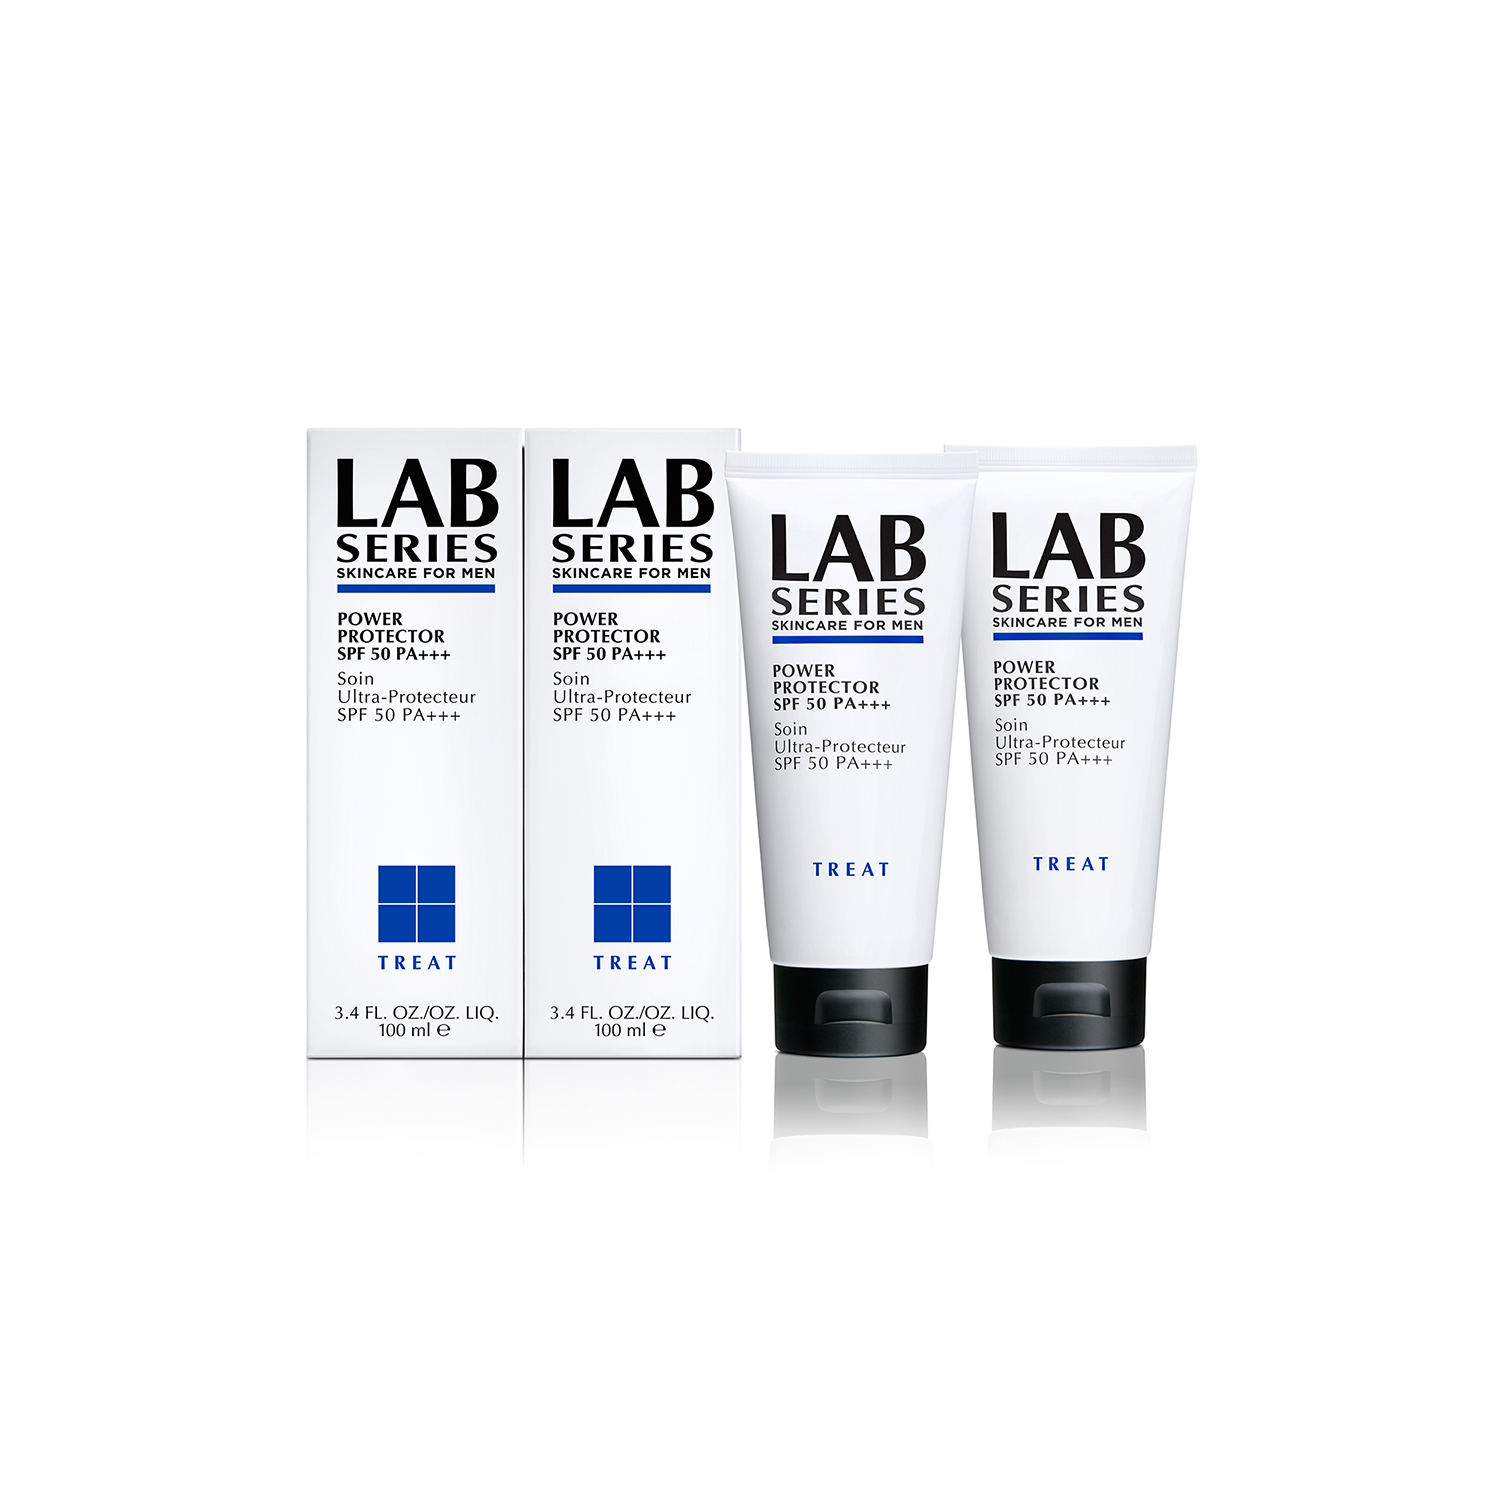 LAB
SERIES
SKINCARE FOR MEN
POWER
PROTECTOR
SPF 50 PA+++
Soin
Ultra-Protecteur
SPF 50 PA+++
TREAT
3.4 FL. OZ./OZ. LIQ.
100 ml ℮
LAB
SERIES
SKINCARE FOR MEN
POWER
PROTECTOR
SPF 50 PA+++
Soin
Ultra-Protecteur
SPF 50 PA+++
TREAT
3.4 FL. OZ./OZ. LIQ.
100 ml ℮
LAB
SERIES
SKINCARE FOR MEN
POWER
PROTECTOR
SPF 50 PA+++
Soin
Ultra-Protecteur
SPF 50 PA+++
TREAT
LAB
SERIES
SKINCARE FOR MEN
POWER
PROTECTOR
SPF 50 PA+++
Soin
Ultra-Protecteur
SPF 50 PA+++
TREAT